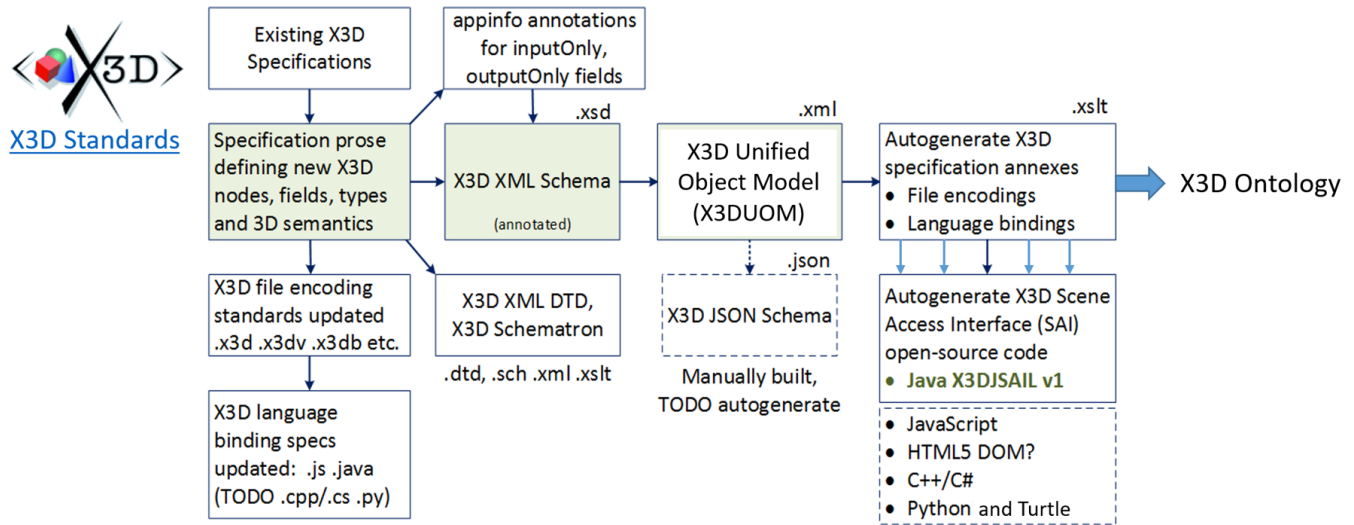 <X3D>
X3D Standards
Existing X3D
Specifications
appinfo annotations
for inputOnly,
outputOnly fields
.xsd
.xml
.xslt
Specification prose
defining new X3D
nodes, fields, types
and 3D semantics
X3D XML Schema
(annotated)
X3D Unified
Object Model
(X3DUOM)
Autogenerate X3D
specification annexes
• File encodings
• Language bindings
X3D Ontology
X3D file encoding
standards updated
.x3d .x3dv .x3db etc.
X3D XML DTD,
X3D Schematron
.dtd, .sch .xml .xslt
.json
X3D JSON Schema
Manually built,
TODO autogenerate
Autogenerate X3D Scene
Access Interface (SAI)
open-source code
• Java X3DJSAIL v1
X3D language
binding specs
updated: .js .java
(TODO .cpp/.cs .py)
• JavaScript
• HTML5 DOM?
• C++/C#
• Python and Turtle